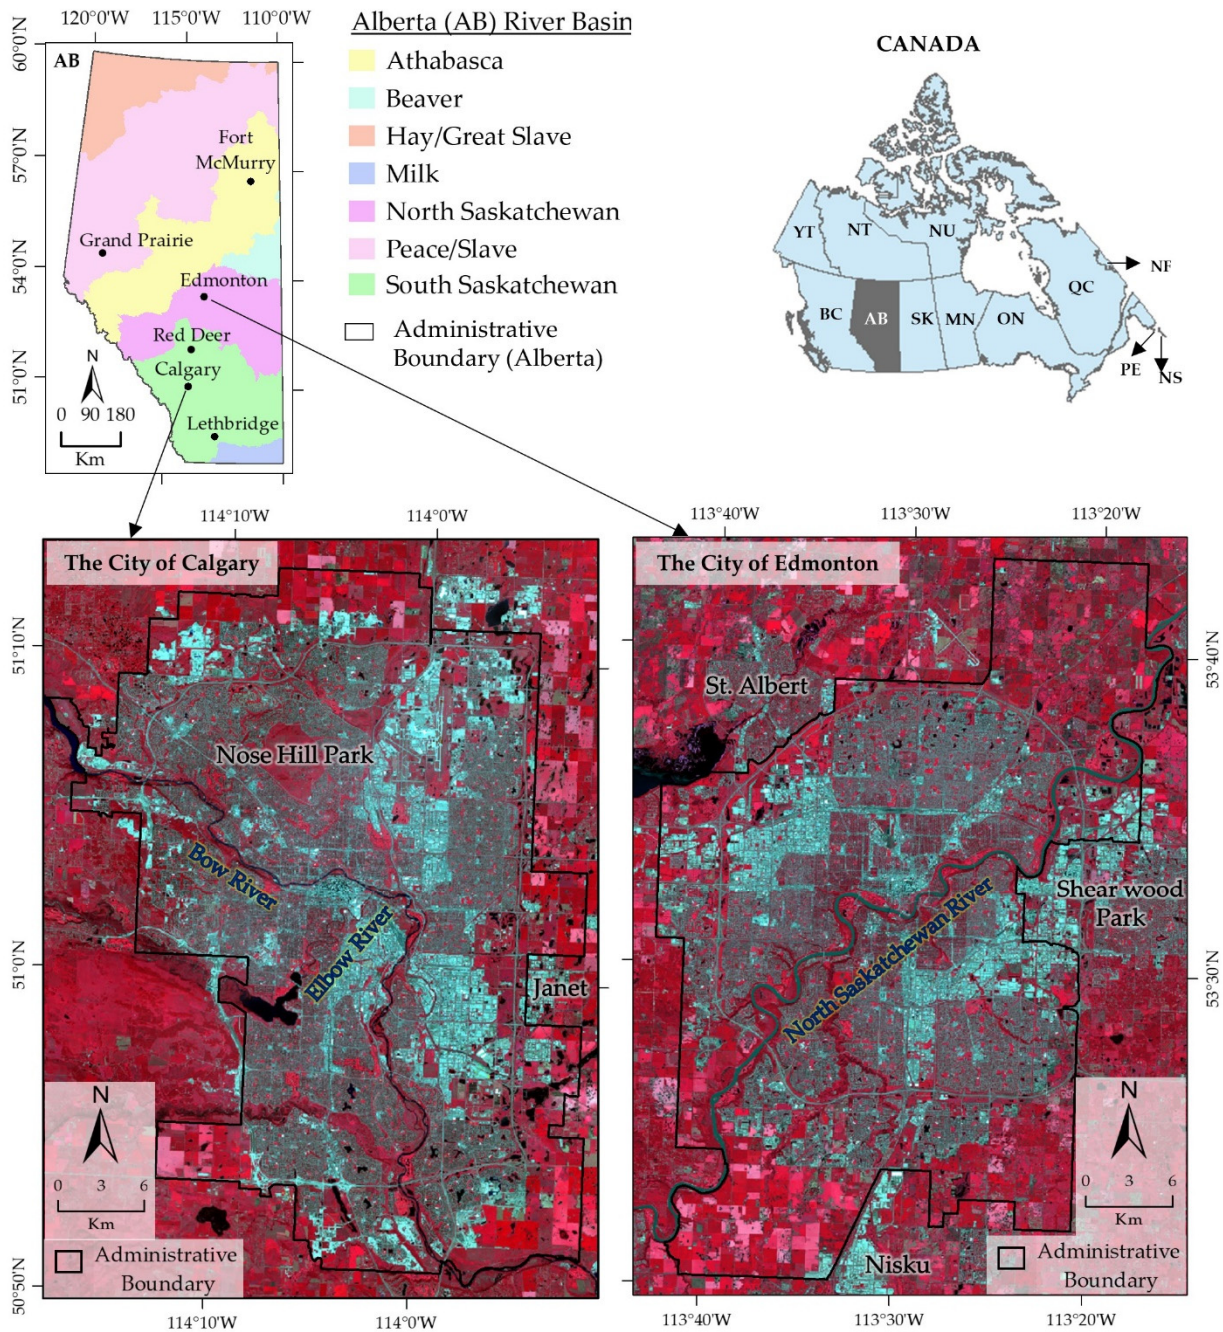 120°0'W 115°0'W 110°0'W
60°0'N
57°0'N
54°0'N
51°0'N
AB
Fort
McMurry
Grand Prairie
Edmonton
Red Deer
Calgary
Lethbridge
N
0 90 180
Km
Alberta (AB) River Basin
Athabasca
Beaver
Hay/Great Slave
Milk
North Saskatchewan
Peace/Slave
South Saskatchewan
Administrative
Boundary (Alberta)
CANADA
YT
NT
NU
BC
AB
SK
MN
ON
QC
NF
PE
NS
114°10'W 114°0'W
The City of Calgary
51°10'N
51°0'N
50°50'N
Nose Hill Park
Bow River
Elbow River
Janet
N
0 3 6
Km
Administrative
Boundary
114°10'W 114°0'W
113°40'W 113°30'W 113°20'W
The City of Edmonton
St. Albert
53°40'N
53°30'N
Shear wood
Park
North Saskatchewan River
Nisku
N
0 3 6
Km
Administrative
Boundary
113°40'W 113°30'W 113°20'W